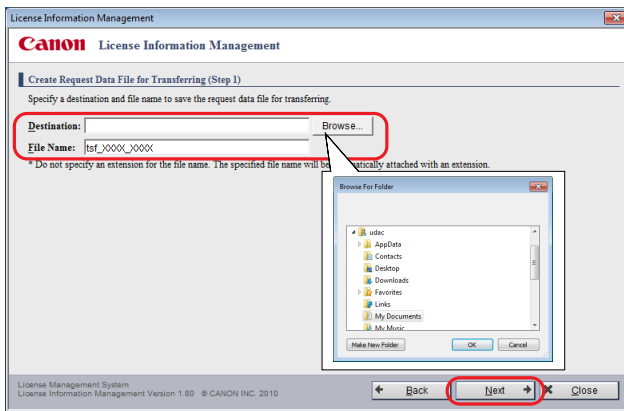 License Information Management
Canon License Information Management
Create Request Data File for Transferring (Step 1)
Specify a destination and file name to save the request data file for transferring.
Destination: Browse...
File Name: tsf_XXXX_XXXX
* Do not specify an extension for the file name. The specified file name will be matically attached with an extension.
Browse For Folder
udac
AppData
Contacts
Desktop
Downloads
Favorites
Links
My Documents
My Music
Make New Folder OK Cancel
License Management System
License Information Management Version 1.80 © CANON INC. 2010
Back Next Close